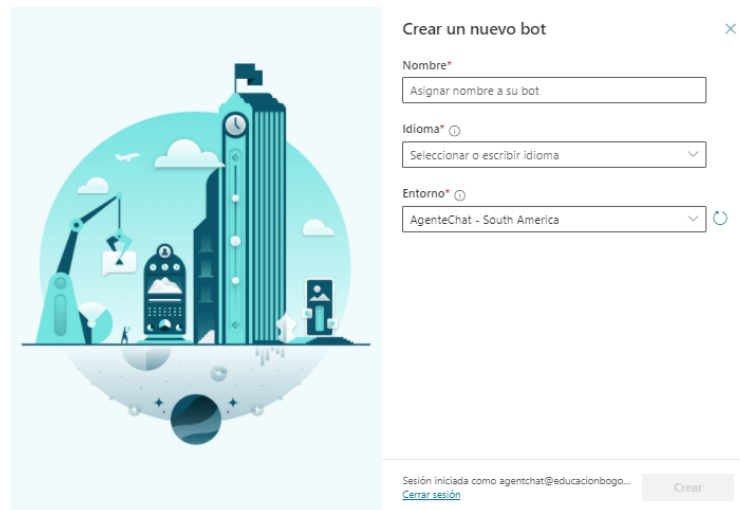 Crear un nuevo bot
Nombre*
Asignar nombre a su bot
Idioma*
Seleccionar o escribir idioma
Entorno*
AgenteChat - South America
Sesión iniciada como agentchat@educacionbogo...
Cerrar sesión
Crear